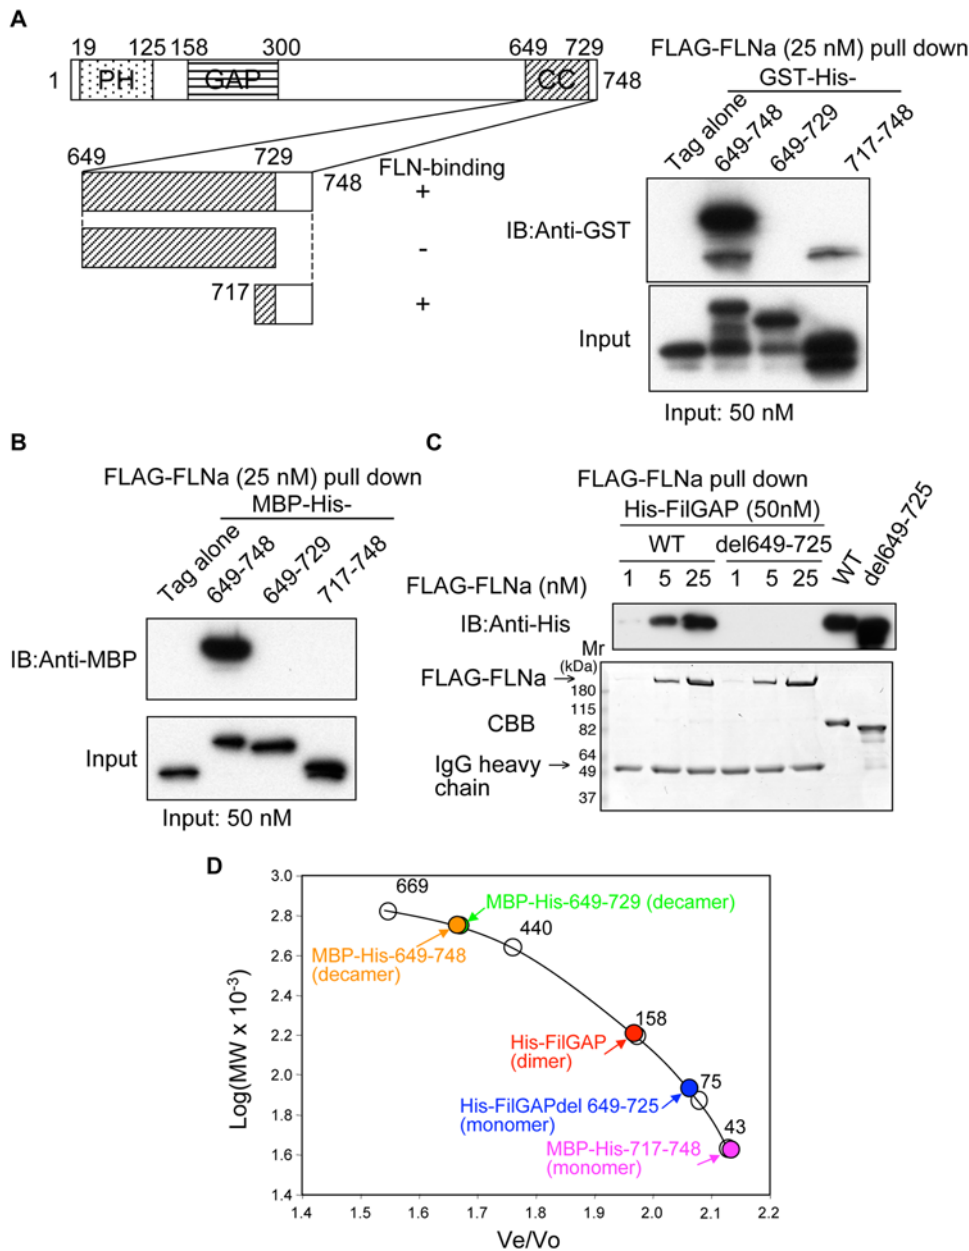 A
19 125 158 300 649 729
1 PH GAP CC 748
649 729 748
FLN-binding
+
-
717
+
FLAG-FLNa (25 nM) pull down
GST-His-
Tag alone
649-748
649-729
717-748
IB:Anti-GST
Input
Input: 50 nM
B
FLAG-FLNa (25 nM) pull down
MBP-His-
Tag alone
649-748
649-729
717-748
IB:Anti-MBP
Input
Input: 50 nM
C
FLAG-FLNa pull down
His-FilGAP (50nM)
WT del649-725
WT
del649-725
FLAG-FLNa (nM) 1 5 25 1 5 25
IB:Anti-His
Mr
(kDa)
FLAG-FLNa
180
115
CBB
82
64
IgG heavy
chain
49
37
D
3.0
2.8
2.6
2.4
2.2
2.0
1.8
1.6
1.4
Log(MW x 10-3)
669
MBP-His-649-729 (decamer)
440
MBP-His-649-748
(decamer)
158
His-FilGAP
(dimer)
75
His-FilGAPdel 649-725
(monomer)
43
MBP-His-717-748
(monomer)
1.4 1.5 1.6 1.7 1.8 1.9 2.0 2.1 2.2
Ve/Vo